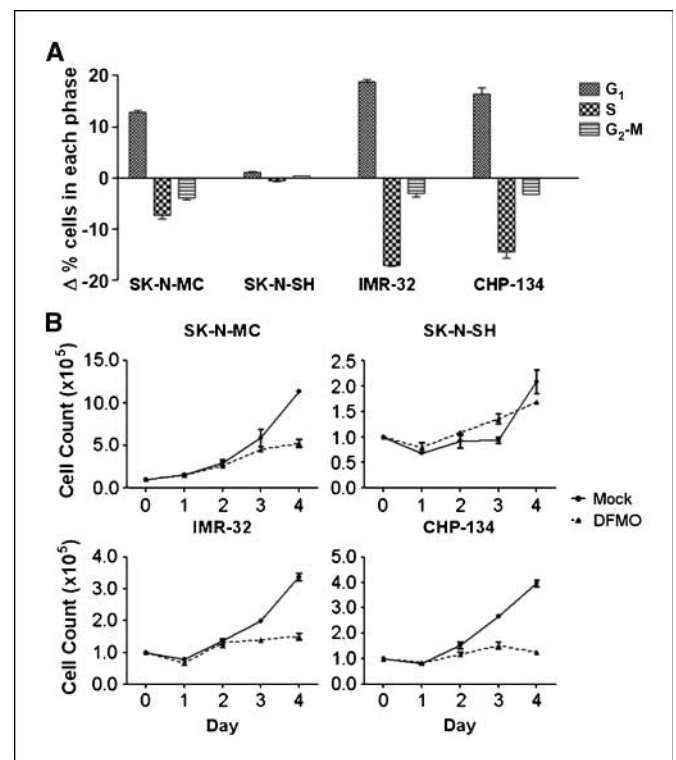 A
Δ % cells in each phase
20
10
0
-10
-20
G1
S
G2-M
SK-N-MC SK-N-SH IMR-32 CHP-134
B
SK-N-MC
Cell Count (x10^5)
15.0
10.0
5.0
0.0
0 1 2 3 4
SK-N-SH
2.5
2.0
1.5
1.0
0.5
0.0
0 1 2 3 4
Mock
DFMO
IMR-32
Cell Count (x10^5)
4.0
3.0
2.0
1.0
0.0
0 1 2 3 4
Day
CHP-134
5.0
4.0
3.0
2.0
1.0
0.0
0 1 2 3 4
Day